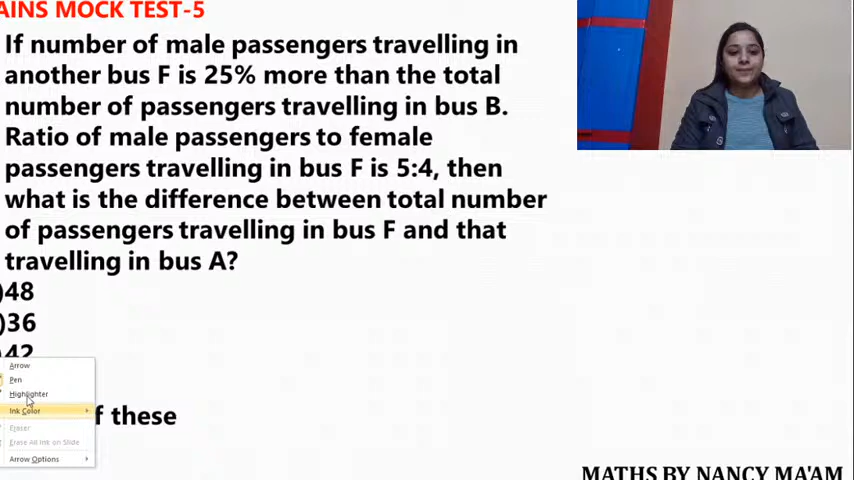 AINS MOCK TEST-5
If number of male passengers travelling in
another bus F is 25% more than the total
number of passengers travelling in bus B.
Ratio of male passengers to female
passengers travelling in bus F is 5:4, then
what is the difference between total number
of passengers travelling in bus F and that
travelling in bus A?
)48
)36
)42
Arrow
Pen
Highlighter
Ink Color
Eraser
Erase All Ink on Slide
Arrow Options
f these
MATHS BY NANCY MA'AM